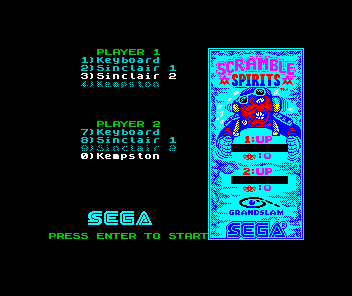 PLAYER 1
1)Keyboard
2)Sinclair 1
3)Sinclair 2
4)Kempston
PLAYER 2
7)Keyboard
8)Sinclair 1
9)Sinclair 2
0)Kempston
SEGA
PRESS ENTER TO START
SCRAMBLE
SPIRITS
TM
1:UP
:0
2:UP
:0
GRANDSLAM
SEGA